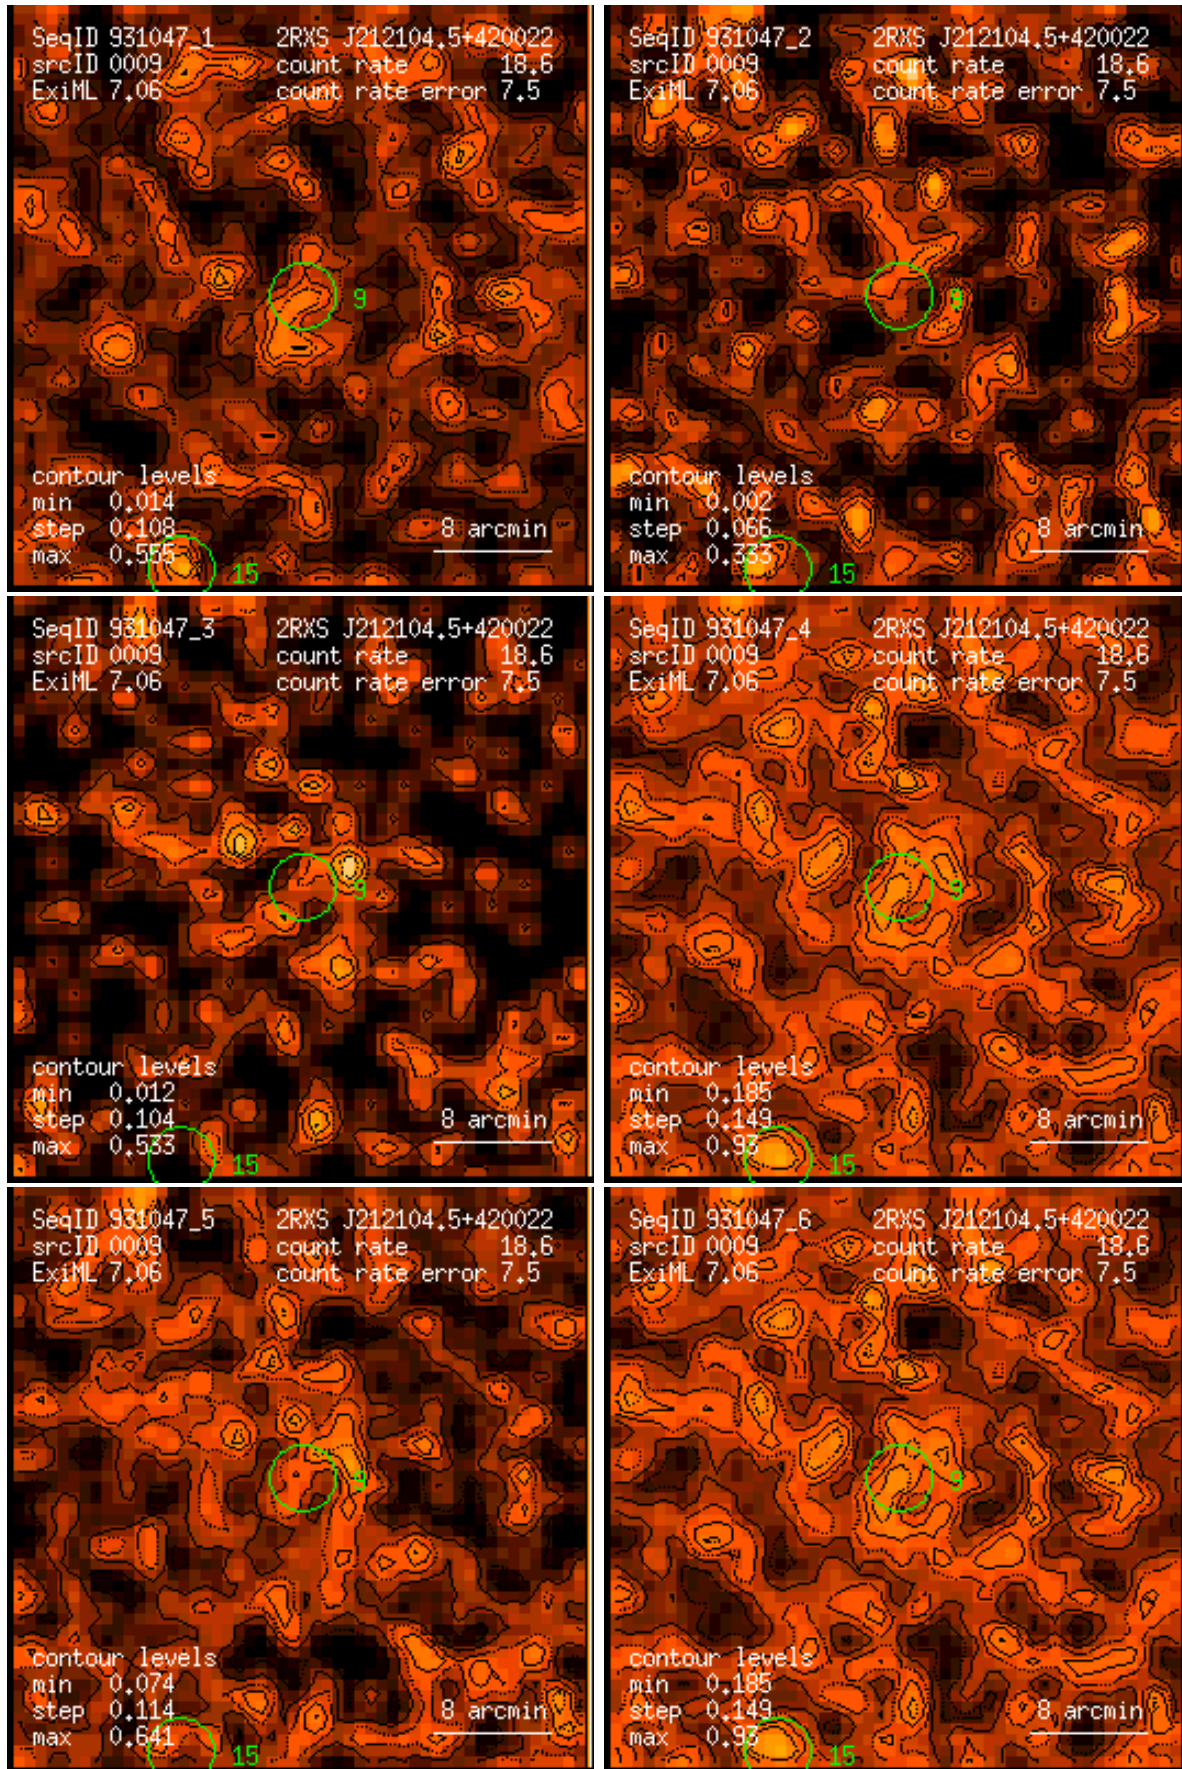 SeqID 931047_1 2RXS J212104.5+420022
srcID 0009 count rate 18.6
ExiML 7.06 count rate error 7.5
9
contour levels
min 0.014
step 0.108 8 arcmin
max 0.555
15
SeqID 931047_2 2RXS J212104.5+420022
srcID 0009 count rate 18.6
ExiML 7.06 count rate error 7.5
9
contour levels
min 0.002
step 0.066 8 arcmin
max 0.333
15
SeqID 931047_3 2RXS J212104.5+420022
srcID 0009 count rate 18.6
ExiML 7.06 count rate error 7.5
9
contour levels
min 0.012
step 0.104 8 arcmin
max 0.533
15
SeqID 931047_4 2RXS J212104.5+420022
srcID 0009 count rate 18.6
ExiML 7.06 count rate error 7.5
9
contour levels
min 0.185
step 0.149 8 arcmin
max 0.93
15
SeqID 931047_5 2RXS J212104.5+420022
srcID 0009 count rate 18.6
ExiML 7.06 count rate error 7.5
9
contour levels
min 0.074
step 0.114 8 arcmin
max 0.641
15
SeqID 931047_6 2RXS J212104.5+420022
srcID 0009 count rate 18.6
ExiML 7.06 count rate error 7.5
9
contour levels
min 0.185
step 0.149 8 arcmin
max 0.93
15